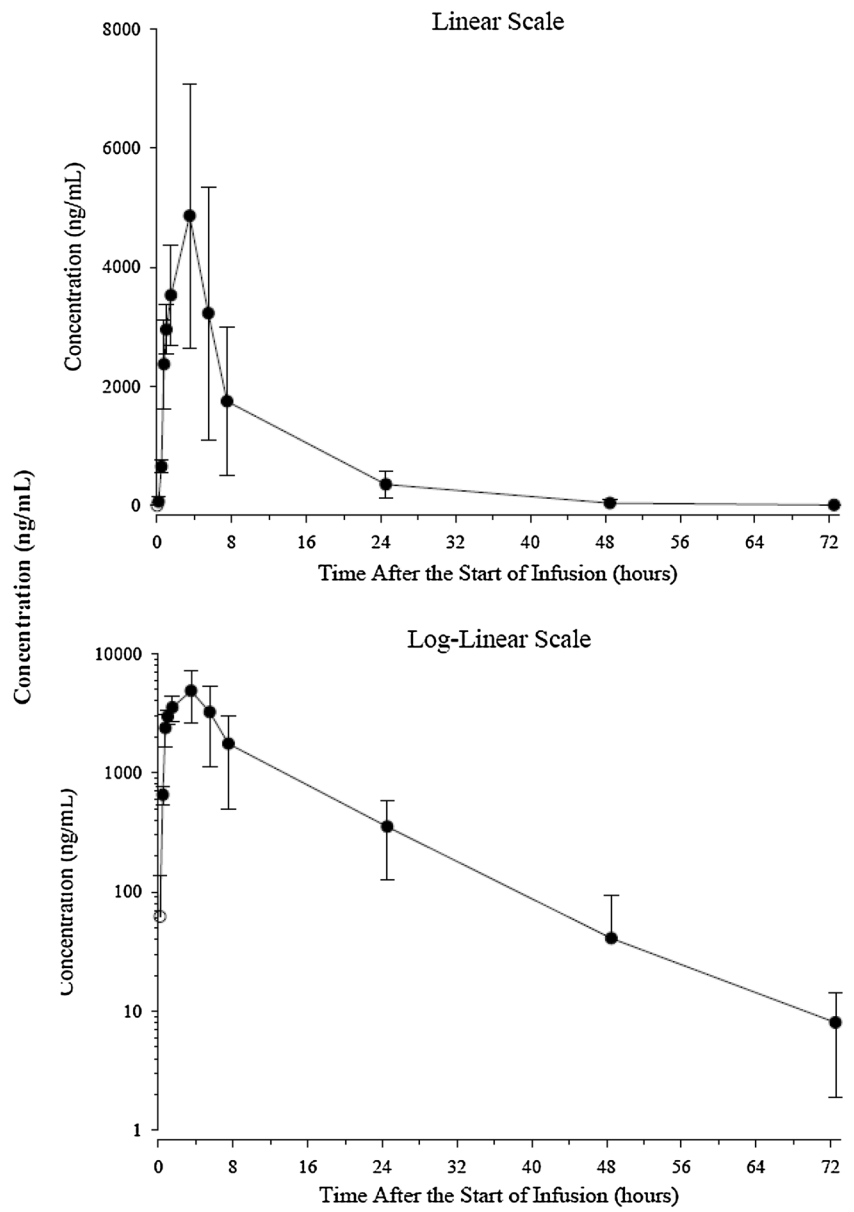 Linear Scale
8000
6000
4000
2000
0
Concentration (ng/mL)
0 8 16 24 32 40 48 56 64 72
Time After the Start of Infusion (hours)
Concentration (ng/mL)
Log-Linear Scale
10000
1000
100
10
1
Concentration (ng/mL)
0 8 16 24 32 40 48 56 64 72
Time After the Start of Infusion (hours)